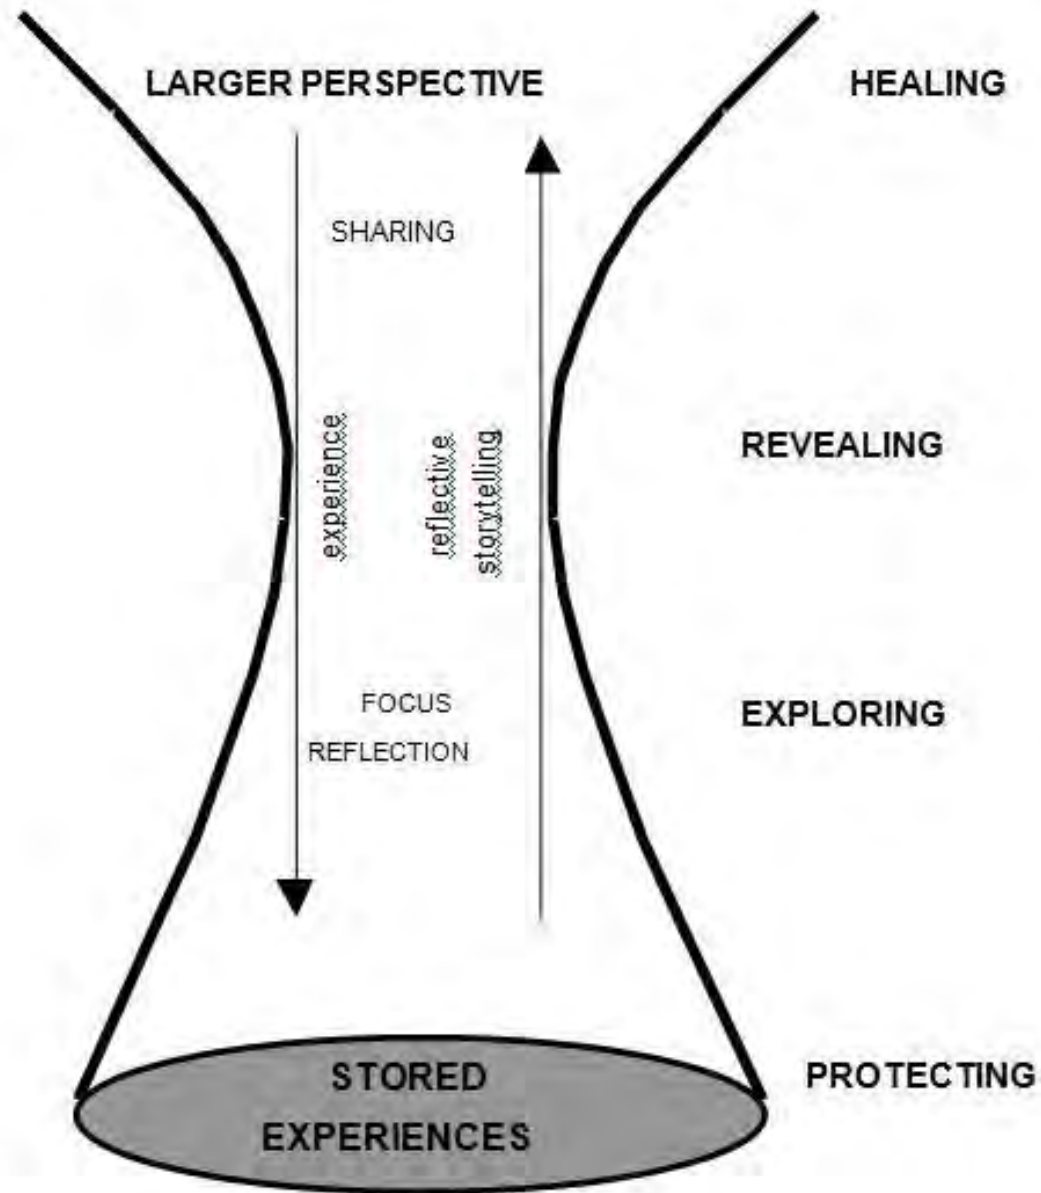 LARGER PERSPECTIVE
HEALING
SHARING
experience
reflective
storytelling
REVEALING
FOCUS
REFLECTION
EXPLORING
STORED
EXPERIENCES
PROTECTING